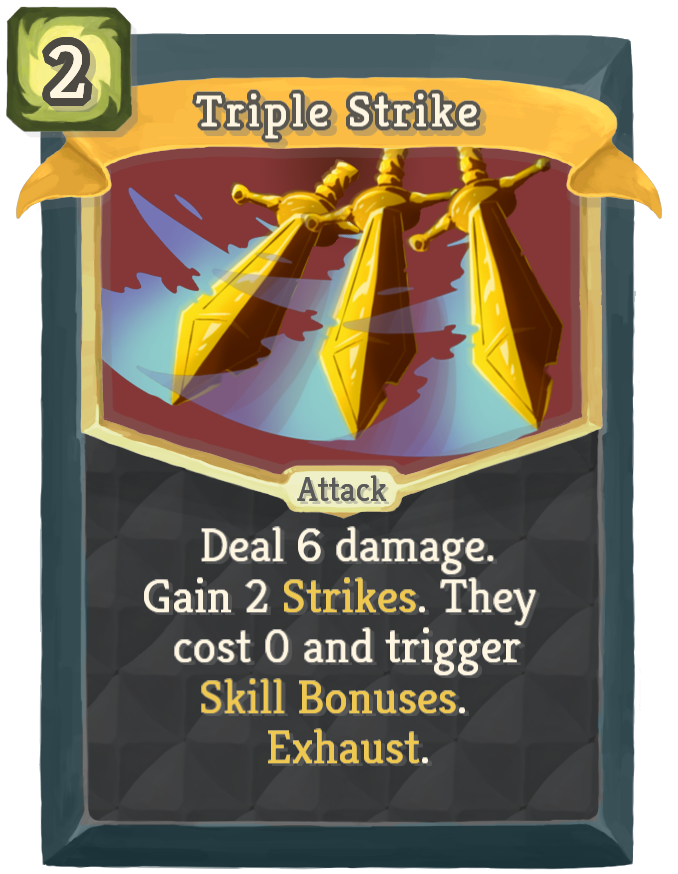 2
Triple Strike
Attack
Deal 6 damage.
Gain 2 Strikes. They
cost 0 and trigger
Skill Bonuses.
Exhaust.